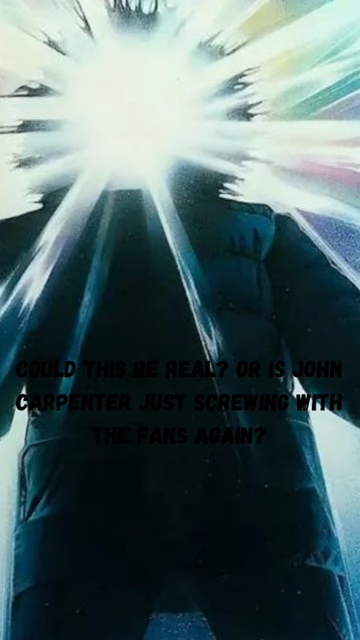 COULD THIS BE REAL? OR IS JOHN
CARPENTER JUST SCREWING WITH
THE FANS AGAIN?